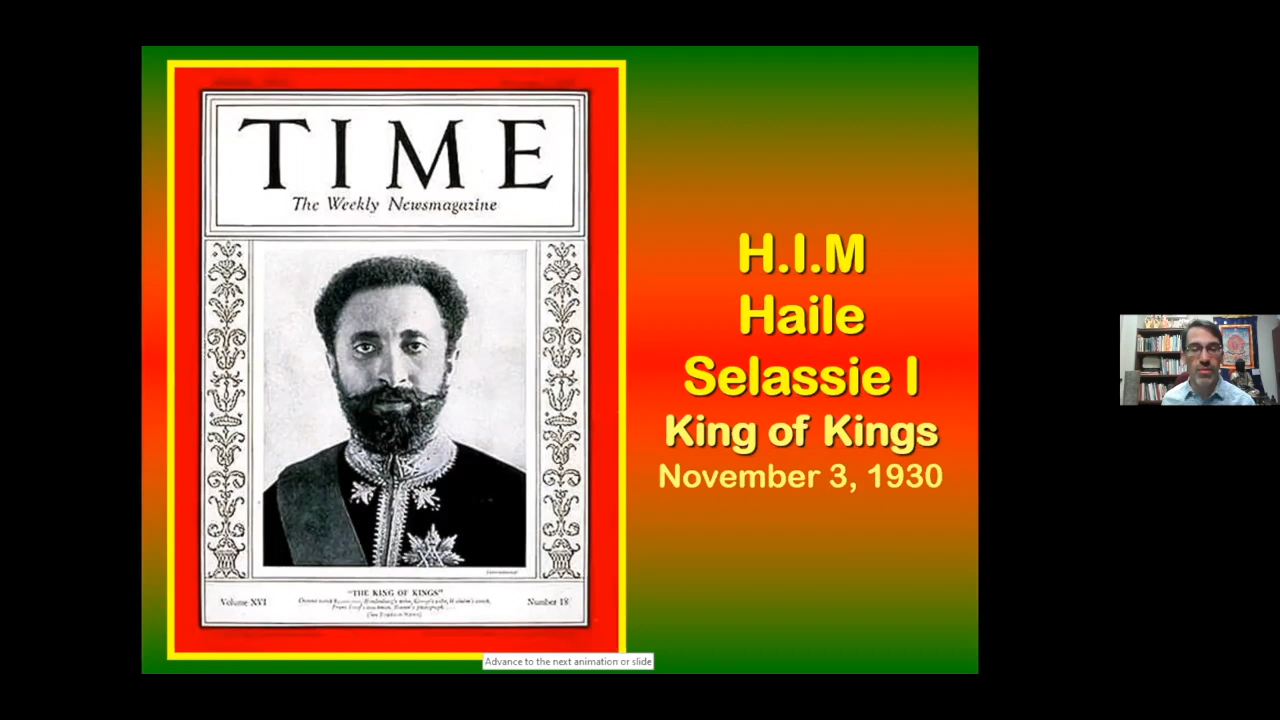 TIME
The Weekly Newsmagazine
"THE KING OF KINGS"
Volume XVI
Number 18
H.I.M
Haile
Selassie I
King of Kings
November 3, 1930
Advance to the next animation or slide